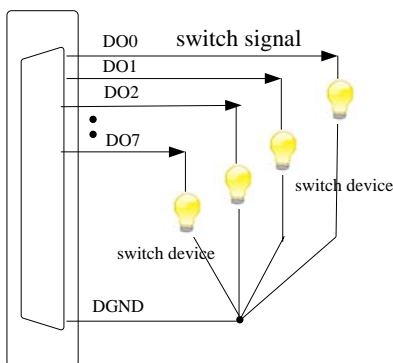 DO0
switch signal
DO1
DO2
DO7
switch device
switch device
DGND